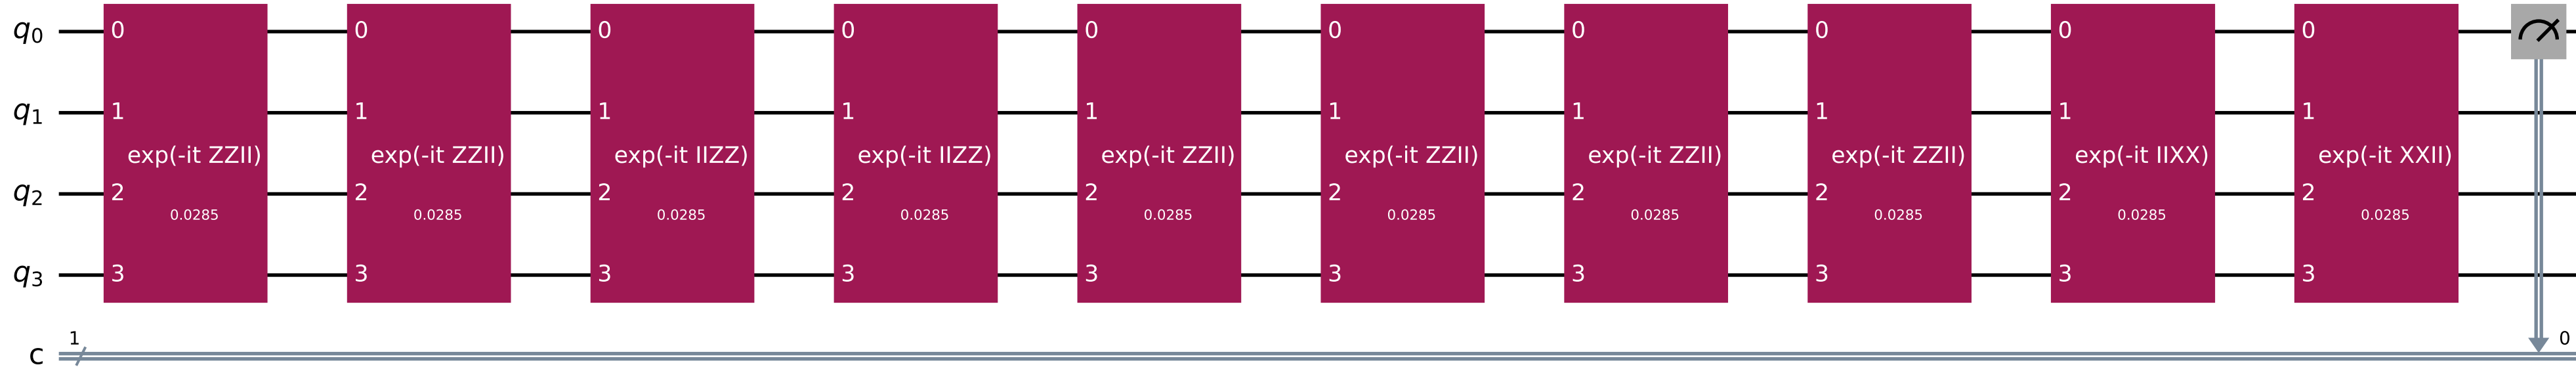 q0 0 0 0 0 0 0 0 0 0 0
q1 1 1 1 1 1 1 1 1 1 1
exp(-it ZZII) exp(-it ZZII) exp(-it IIZZ) exp(-it IIZZ) exp(-it ZZII) exp(-it ZZII) exp(-it ZZII) exp(-it ZZII) exp(-it IIXX) exp(-it XXII)
q2 2 2 2 2 2 2 2 2 2 2
0.0285 0.0285 0.0285 0.0285 0.0285 0.0285 0.0285 0.0285 0.0285 0.0285
q3 3 3 3 3 3 3 3 3 3 3
1 0
c